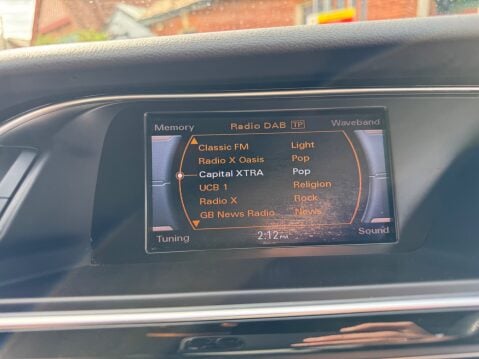 Memory Radio DAB TP Waveband
Classic FM Light
Radio X Oasis Pop
Capital XTRA Pop
UCB 1 Religion
Radio X Rock
GB News Radio News
Tuning 2:12 PM Sound